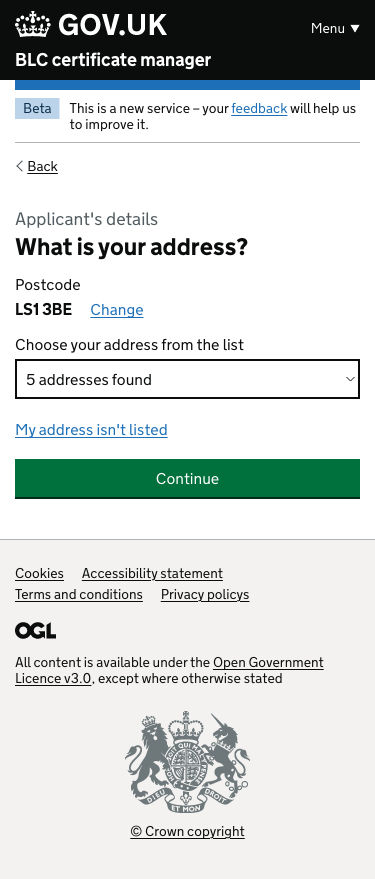 GOV.UK
Menu ▼
BLC certificate manager
Beta
This is a new service – your feedback will help us
to improve it.
Back
Applicant's details
What is your address?
Postcode
LS1 3BE Change
Choose your address from the list
5 addresses found
My address isn't listed
Continue
Cookies Accessibility statement
Terms and conditions Privacy policys
OGL
All content is available under the Open Government
Licence v3.0, except where otherwise stated
DIEU ET MON
© Crown copyright